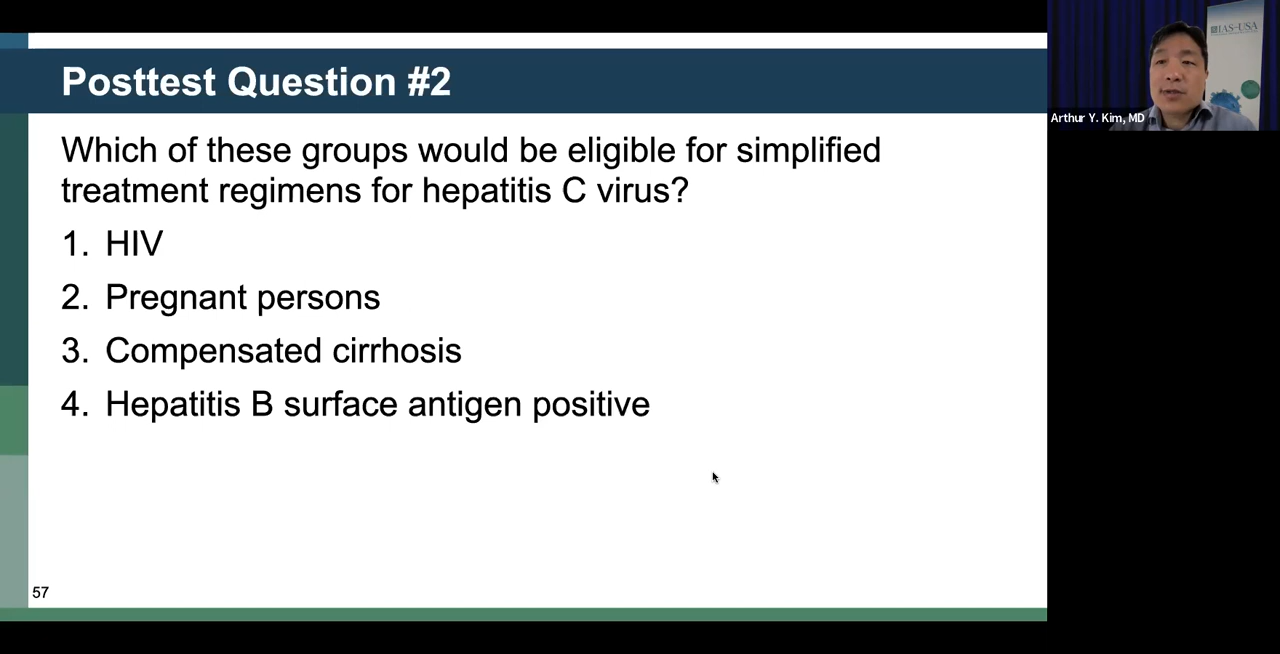 Posttest Question #2
Which of these groups would be eligible for simplified
treatment regimens for hepatitis C virus?
1. HIV
2. Pregnant persons
3. Compensated cirrhosis
4. Hepatitis B surface antigen positive
57
IAS–USA
Arthur Y. Kim, MD